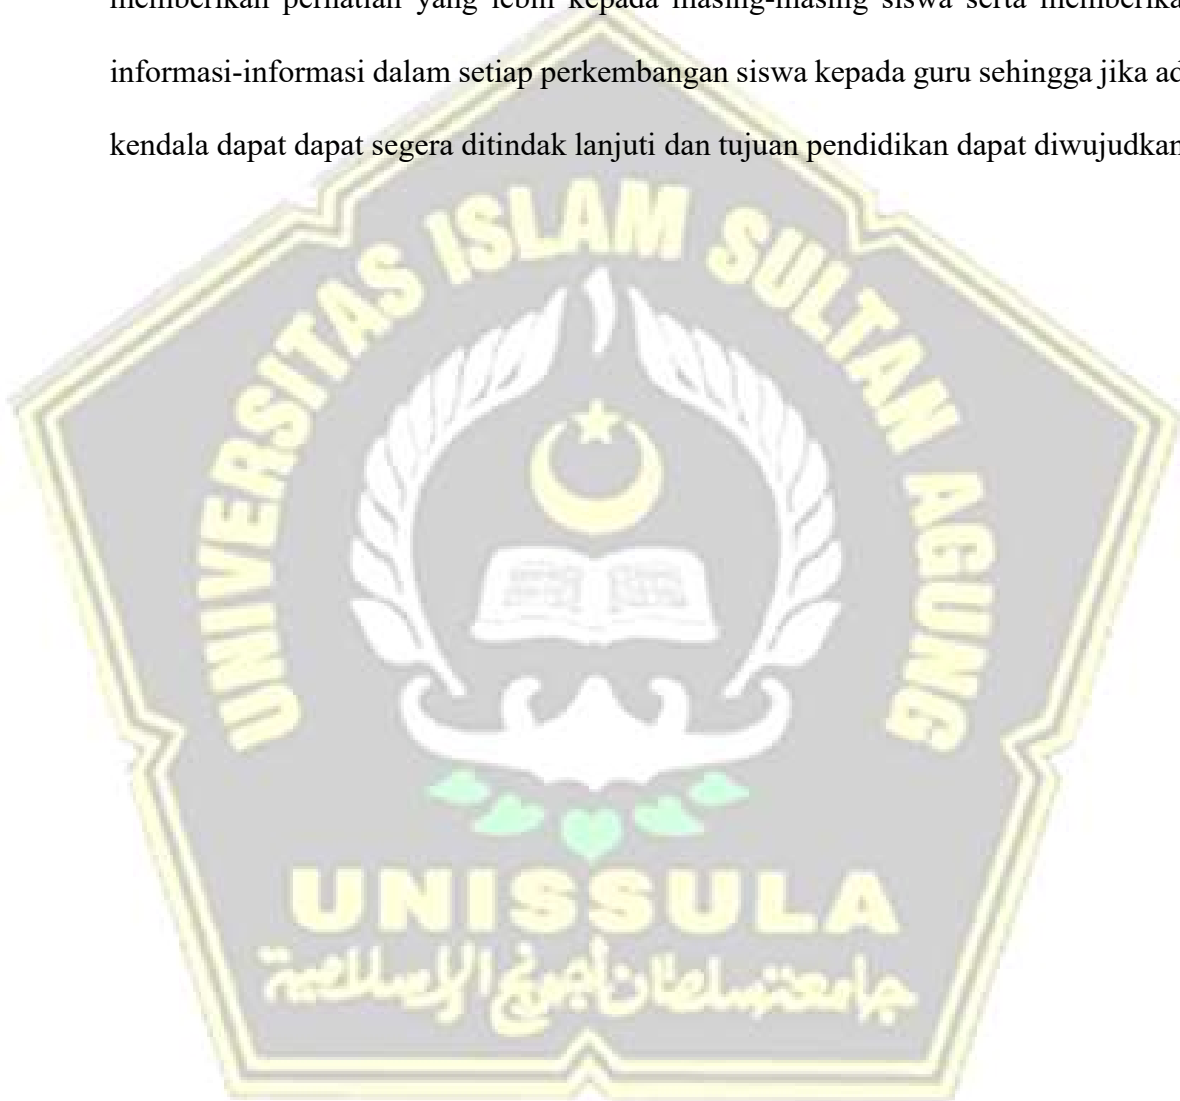 memberikan perhatian yang lebih kepada masing-masing siswa serta memberika
informasi-informasi dalam setiap perkembangan siswa kepada guru sehingga jika ad
kendala dapat dapat segera ditindak lanjuti dan tujuan pendidikan dapat diwujudkan
UNIVERSITAS ISLAM SULTAN AGUNG
UNISSULA
جامعة سلطان أجونج الإسلامية